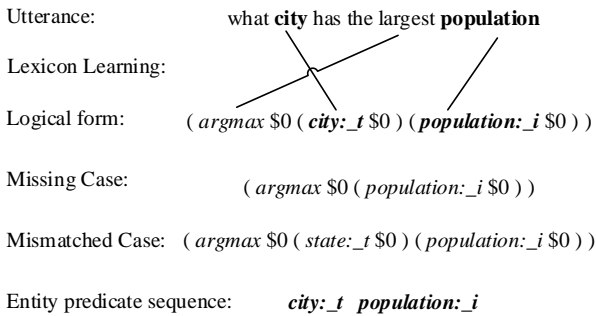 Utterance: what city has the largest population
Lexicon Learning:
Logical form: ( argmax $0 ( city:_t $0 ) ( population:_i $0 ) )
Missing Case: ( argmax $0 ( population:_i $0 ) )
Mismatched Case: ( argmax $0 ( state:_t $0 ) ( population:_i $0 ) )
Entity predicate sequence: city:_t population:_i